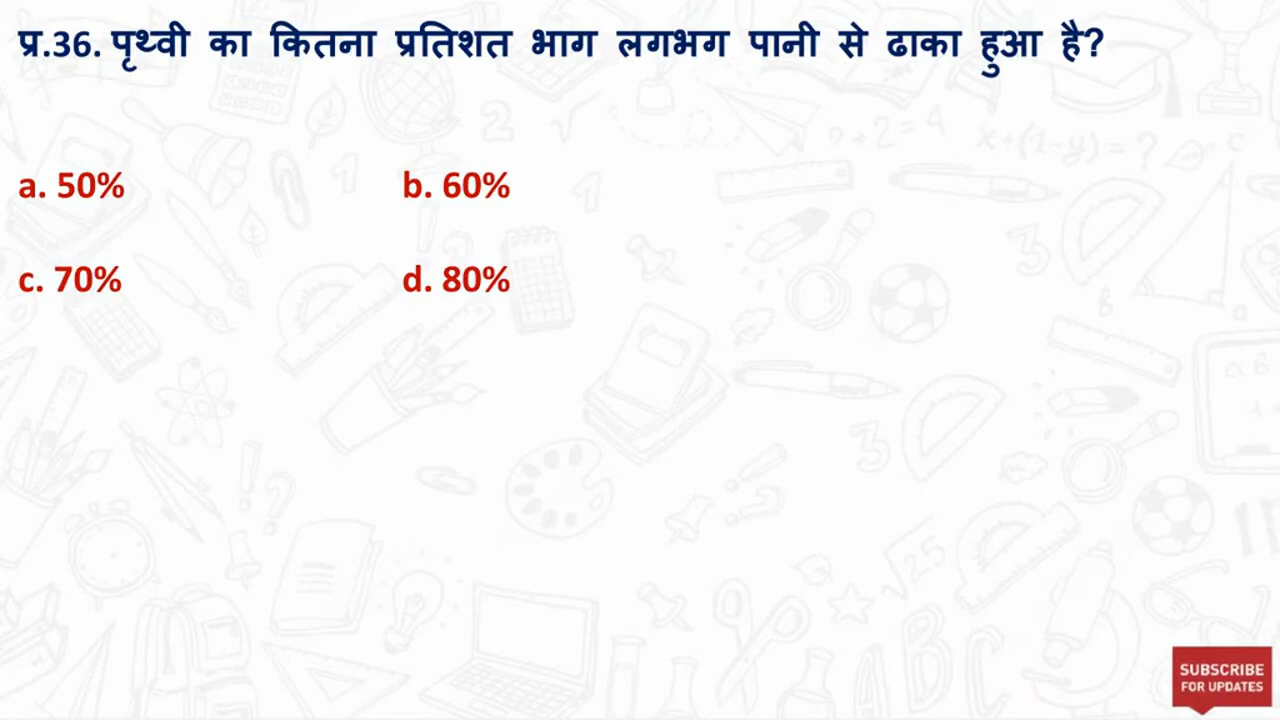 प्र.36. पृथ्वी का कितना प्रतिशत भाग लगभग पानी से ढाका हुआ है?
a. 50% b. 60%
c. 70% d. 80%
SUBSCRIBE
FOR UPDATES